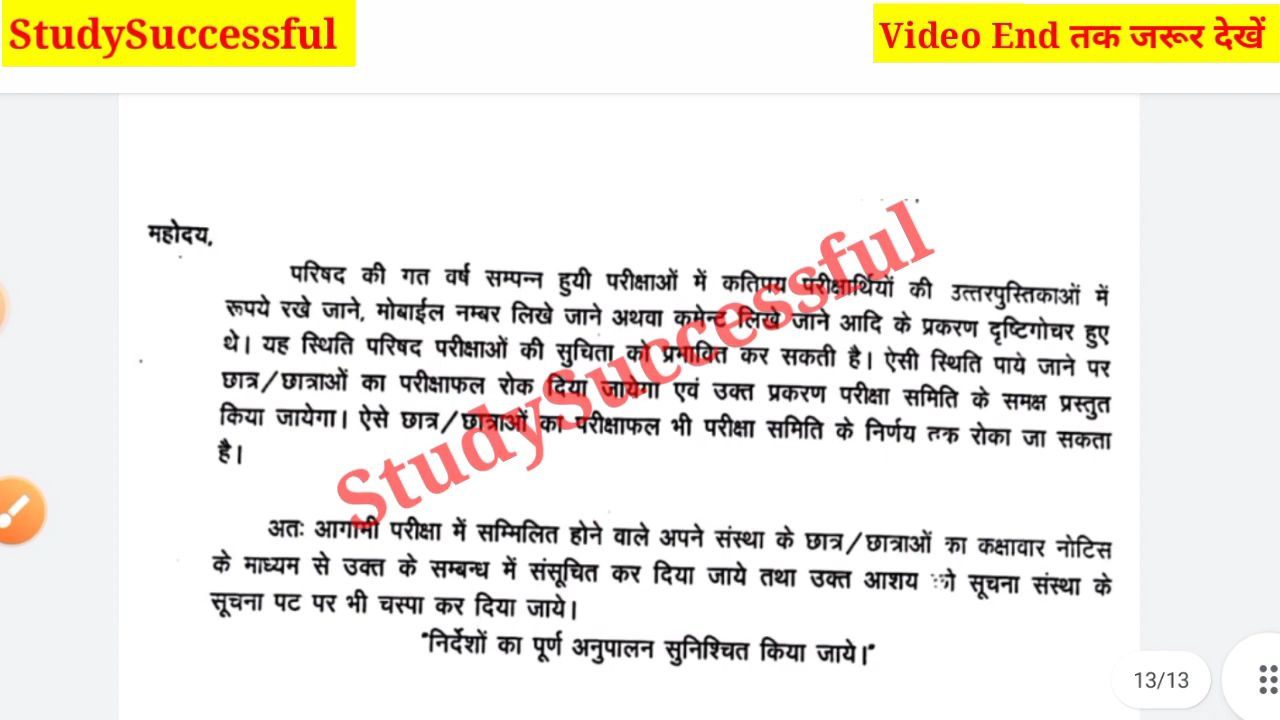 StudySuccessful
Video End तक जरूर देखें
महोदय,
परिषद की गत वर्ष सम्पन्न हुयी परीक्षाओं में कतिपय परीक्षार्थियों की उत्तरपुस्तिकाओं में
रूपये रखे जाने, मोबाईल नम्बर लिखे जाने अथवा कमेन्ट लिखे जाने आदि के प्रकरण दृष्टिगोचर हुए
थे। यह स्थिति परिषद परीक्षाओं की सुचिता को प्रभावित कर सकती है। ऐसी स्थिति पाये जाने पर
छात्र/छात्राओं का परीक्षाफल रोक दिया जायेगा एवं उक्त प्रकरण परीक्षा समिति के समक्ष प्रस्तुत
किया जायेगा। ऐसे छात्र/छात्राओं का परीक्षाफल भी परीक्षा समिति के निर्णय तक रोका जा सकता
है।
StudySuccessful
अतः आगामी परीक्षा में सम्मिलित होने वाले अपने संस्था के छात्र/छात्राओं का कक्षावार नोटिस
के माध्यम से उक्त के सम्बन्ध में संसूचित कर दिया जाये तथा उक्त आशय की सूचना संस्था के
सूचना पट पर भी चस्पा कर दिया जाये।
"निर्देशों का पूर्ण अनुपालन सुनिश्चित किया जाये।"
13/13